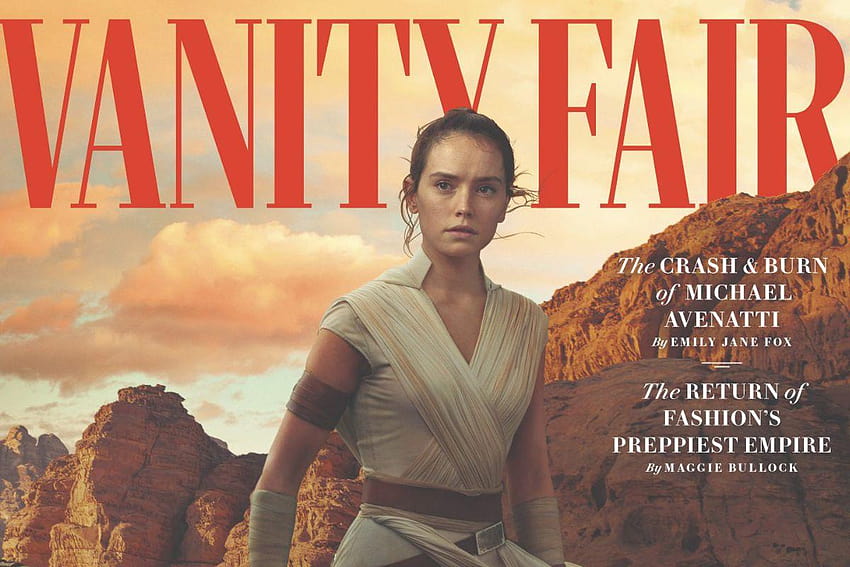 VANITY FAIR
The CRASH & BURN
of MICHAEL
AVENATTI
By EMILY JANE FOX
The RETURN of
FASHION'S
PREPPIEST EMPIRE
By MAGGIE BULLOCK